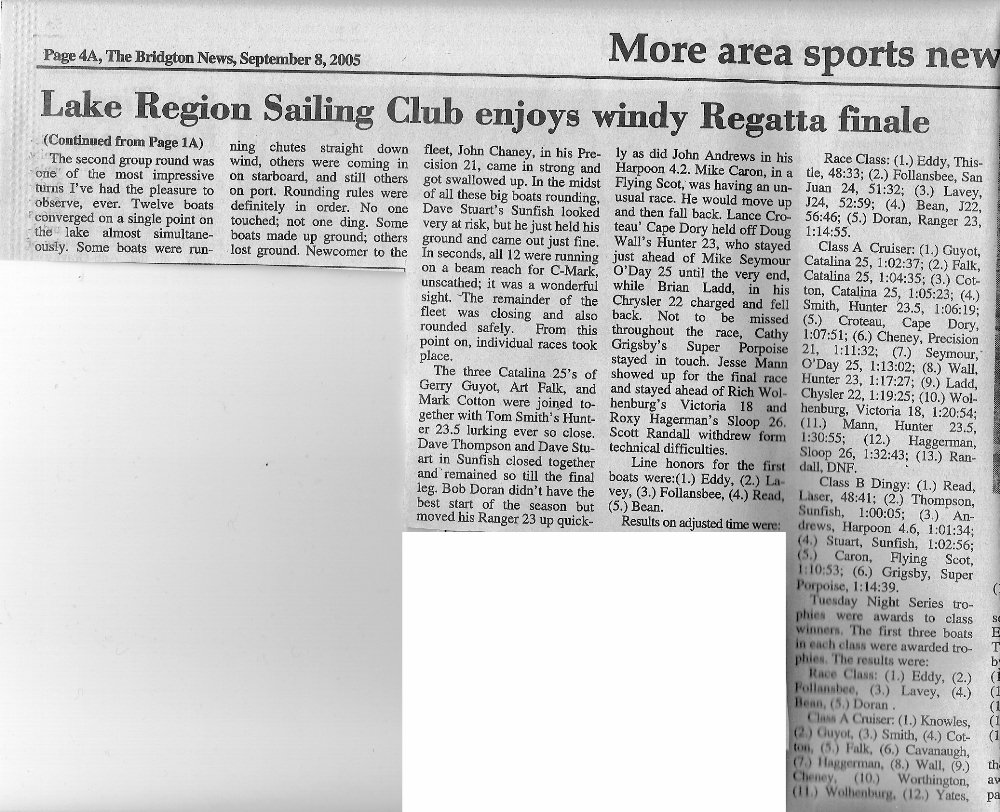 Page 4A, The Bridgton News, September 8, 2005
More area sports new
Lake Region Sailing Club enjoys windy Regatta finale
(Continued from Page 1A)
The second group round was
one of the most impressive
turns I've had the pleasure to
observe, ever. Twelve boats
converged on a single point on
the lake almost simultane-
ously. Some boats were run-
ning chutes straight down
wind, others were coming in
on starboard, and still others
on port. Rounding rules were
definitely in order. No one
touched; not one ding. Some
boats made up ground; others
lost ground. Newcomer to the
fleet, John Chaney, in his Pre-
cision 21, came in strong and
got swallowed up. In the midst
of all these big boats rounding,
Dave Stuart's Sunfish looked
very at risk, but he just held his
ground and came out just fine.
In seconds, all 12 were running
on a beam reach for C-Mark,
unscathed; it was a wonderful
sight. The remainder of the
fleet was closing and also
rounded safely. From this
point on, individual races took
place.
The three Catalina 25's of
Gerry Guyot, Art Falk, and
Mark Cotton were joined to-
gether with Tom Smith's Hunt-
er 23.5 lurking ever so close.
Dave Thompson and Dave Stu-
art in Sunfish closed together
and remained so till the final
leg. Bob Doran didn't have the
best start of the season but
moved his Ranger 23 up quick-
ly as did John Andrews in his
Harpoon 4.2. Mike Caron, in a
Flying Scot, was having an un-
usual race. He would move up
and then fall back. Lance Cro-
teau' Cape Dory held off Doug
Wall's Hunter 23, who stayed
just ahead of Mike Seymour
O'Day 25 until the very end,
while Brian Ladd, in his
Chrysler 22 charged and fell
back. Not to be missed
throughout the race, Cathy
Grigsby's Super Porpoise
stayed in touch. Jesse Mann
showed up for the final race
and stayed ahead of Rich Wol-
henburg's Victoria 18 and
Roxy Hagerman's Sloop 26.
Scott Randall withdrew form
technical difficulties.
Line honors for the first
boats were:(1.) Eddy, (2.) La-
vey, (3.) Follansbee, (4.) Read,
(5.) Bean.
Results on adjusted time were:
Race Class: (1.) Eddy, This-
tle, 48:33; (2.) Follansbee, San
Juan 24, 51:32; (3.) Lavey,
J24, 52:59; (4.) Bean, J22,
56:46; (5.) Doran, Ranger 23,
1:14:55.
Class A Cruiser: (1.) Guyot,
Catalina 25, 1:02:37; (2.) Falk,
Catalina 25, 1:04:35; (3.) Cot-
ton, Catalina 25, 1:05:23; (4.)
Smith, Hunter 23.5, 1:06:19;
(5.) Croteau, Cape Dory,
1:07:51; (6.) Cheney, Precision
21, 1:11:32; (7.) Seymour,
O'Day 25, 1:13:02; (8.) Wall,
Hunter 23, 1:17:27; (9.) Ladd,
Chysler 22, 1:19:25; (10.) Wol-
henburg, Victoria 18, 1:20:54;
(11.) Mann, Hunter 23.5,
1:30:55; (12.) Haggerman,
Sloop 26, 1:32:43; (13.) Ran-
dall, DNF.
Class B Dingy: (1.) Read,
Laser, 48:41; (2.) Thompson,
Sunfish, 1:00:05; (3.) An-
drews, Harpoon 4.6, 1:01:34;
(4.) Stuart, Sunfish, 1:02:56;
(5.) Caron, Flying Scot,
1:10:53; (6.) Grigsby, Super
Porpoise, 1:14:39.
Tuesday Night Series tro-
phies were awards to class
winners. The first three boats
in each class were awarded tro-
phies. The results were:
Race Class: (1.) Eddy, (2.)
Follansbee, (3.) Lavey, (4.)
Bean, (5.) Doran .
Class A Cruiser: (1.) Knowles,
(2.) Guyot, (3.) Smith, (4.) Cot-
ton, (5.) Falk, (6.) Cavanaugh,
(7.) Haggerman, (8.) Wall, (9.)
Cheney, (10.) Worthington,
(11.) Wolhenburg, (12.) Yates,